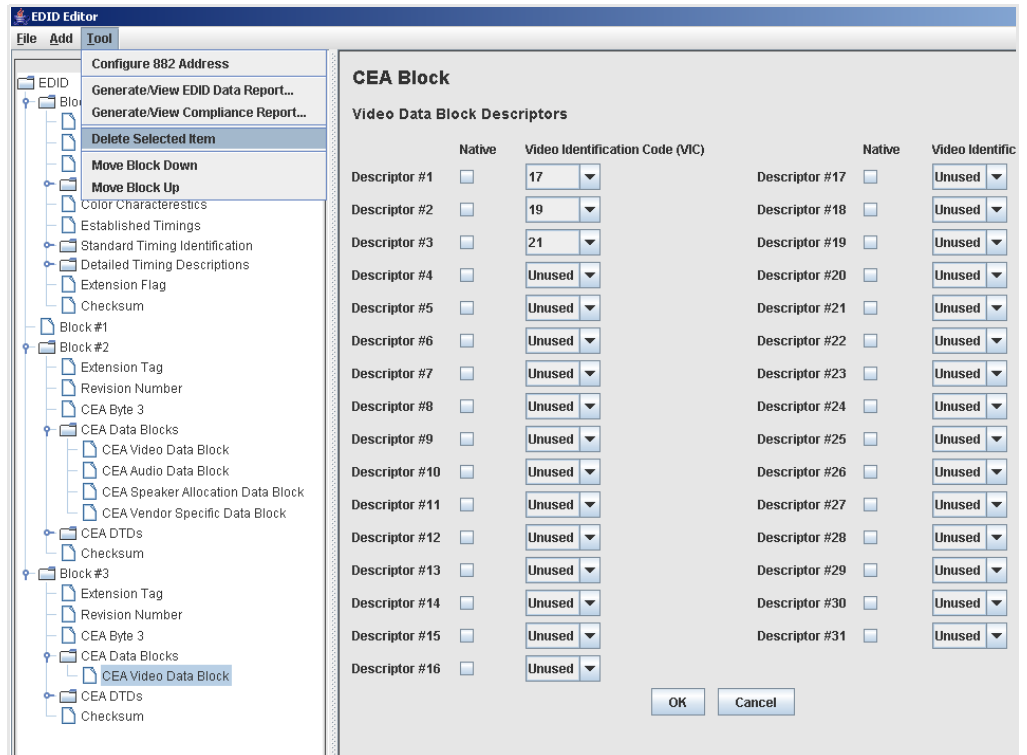 EDID Editor
File Add Tool
Configure 882 Address
Generate/View EDID Data Report...
Generate/View Compliance Report...
Delete Selected Item
Move Block Down
Move Block Up
EDID
Color Characterestics
Established Timings
Standard Timing Identification
Detailed Timing Descriptions
Extension Flag
Checksum
Block #1
Block #2
Extension Tag
Revision Number
CEA Byte 3
CEA Data Blocks
CEA Video Data Block
CEA Audio Data Block
CEA Speaker Allocation Data Block
CEA Vendor Specific Data Block
CEA DTDs
Checksum
Block #3
Extension Tag
Revision Number
CEA Byte 3
CEA Data Blocks
CEA Video Data Block
CEA DTDs
Checksum
CEA Block
Video Data Block Descriptors
Native Video Identification Code (VIC) Native Video Identific
Descriptor #1 17 Descriptor #17 Unused
Descriptor #2 19 Descriptor #18 Unused
Descriptor #3 21 Descriptor #19 Unused
Descriptor #4 Unused Descriptor #20 Unused
Descriptor #5 Unused Descriptor #21 Unused
Descriptor #6 Unused Descriptor #22 Unused
Descriptor #7 Unused Descriptor #23 Unused
Descriptor #8 Unused Descriptor #24 Unused
Descriptor #9 Unused Descriptor #25 Unused
Descriptor #10 Unused Descriptor #26 Unused
Descriptor #11 Unused Descriptor #27 Unused
Descriptor #12 Unused Descriptor #28 Unused
Descriptor #13 Unused Descriptor #29 Unused
Descriptor #14 Unused Descriptor #30 Unused
Descriptor #15 Unused Descriptor #31 Unused
Descriptor #16 Unused
OK Cancel